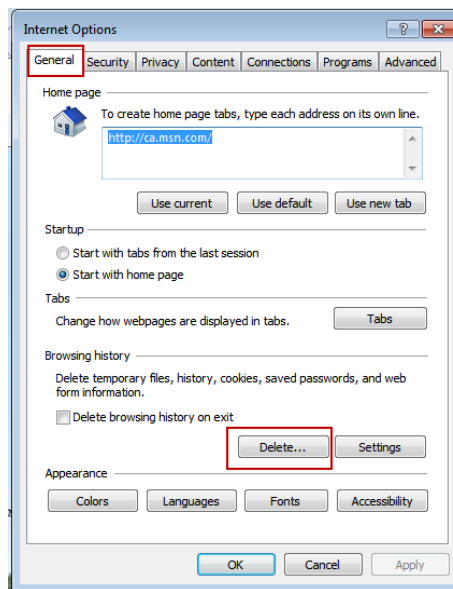 Internet Options
General Security Privacy Content Connections Programs Advanced
Home page
To create home page tabs, type each address on its own line.
http://ca.msn.com/
Use current Use default Use new tab
Startup
Start with tabs from the last session
Start with home page
Tabs
Change how webpages are displayed in tabs. Tabs
Browsing history
Delete temporary files, history, cookies, saved passwords, and web
form information.
Delete browsing history on exit
Delete... Settings
Appearance
Colors Languages Fonts Accessibility
OK Cancel Apply